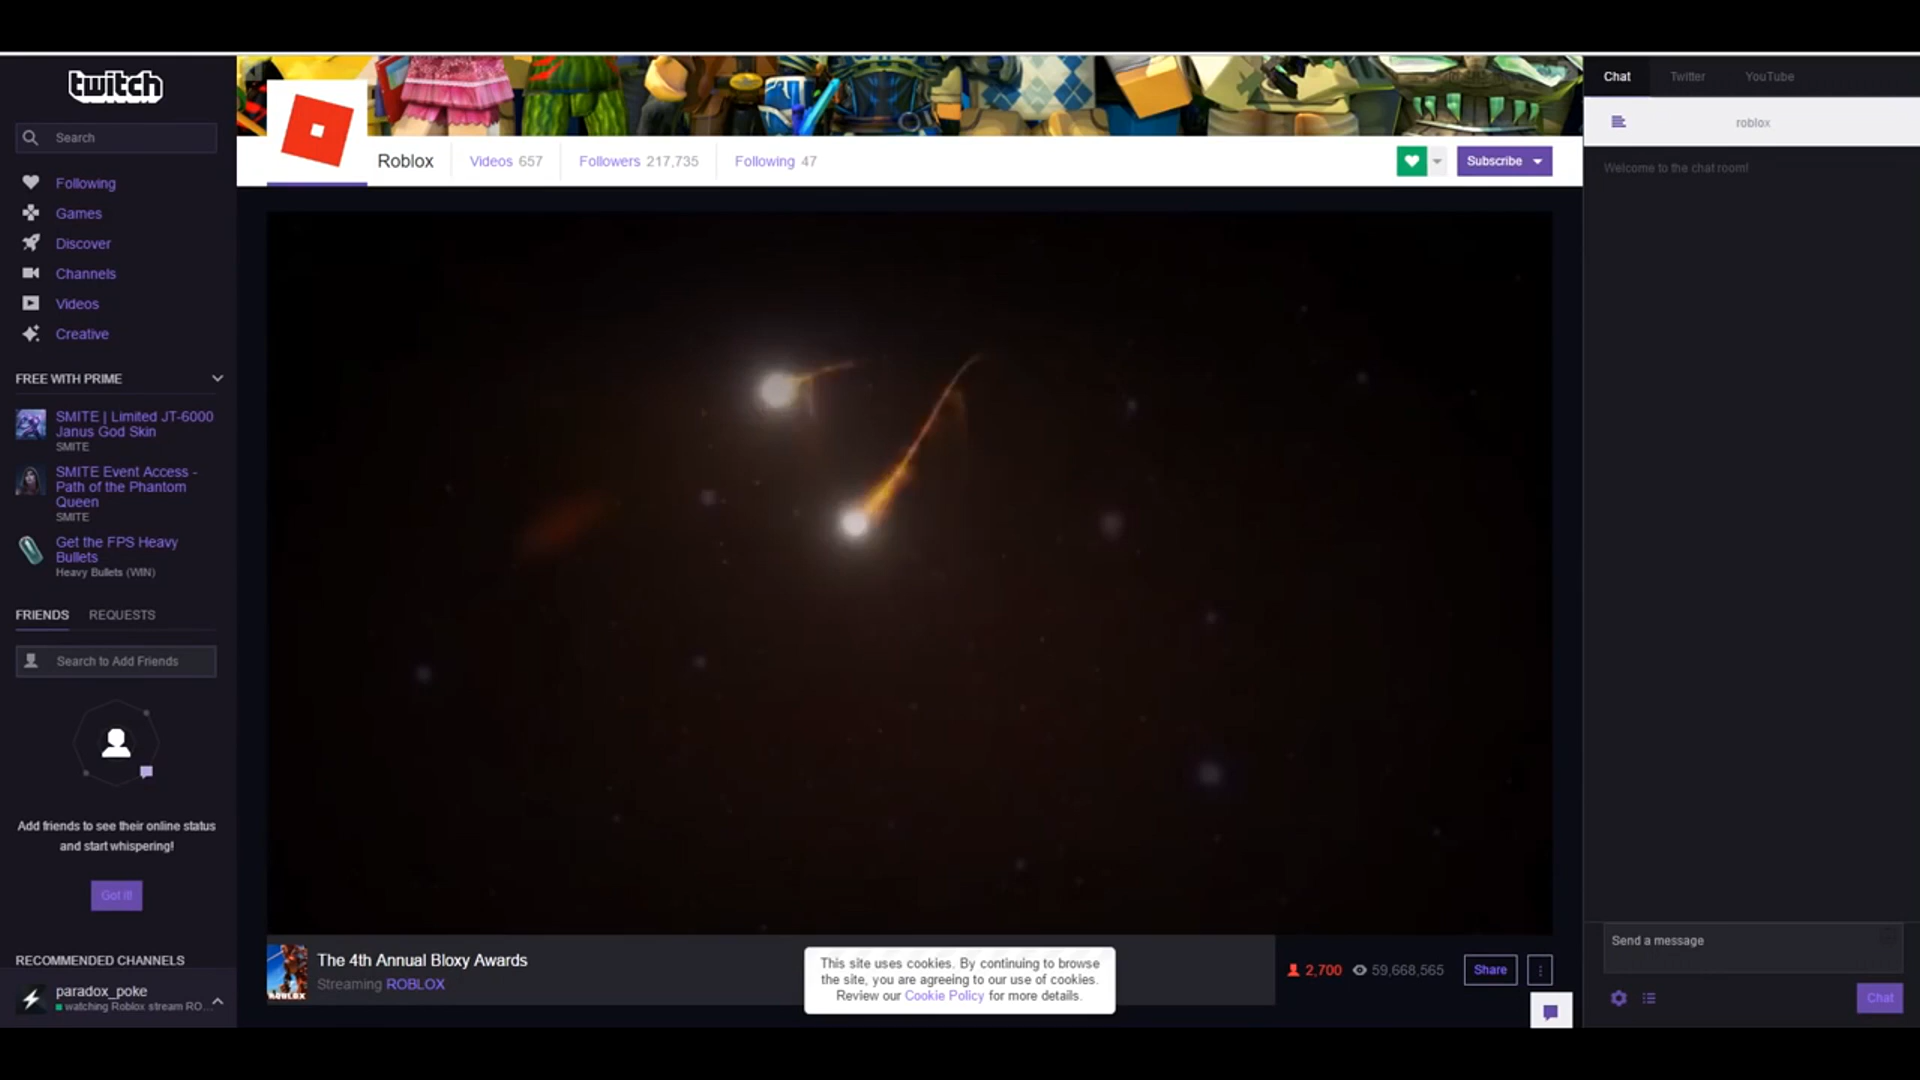 twitch
Search
Following
Games
Discover
Channels
Videos
Creative
FREE WITH PRIME
SMITE | Limited JT-6000
Janus God Skin
SMITE
SMITE Event Access -
Path of the Phantom
Queen
SMITE
Get the FPS Heavy
Bullets
Heavy Bullets (WIN)
FRIENDS REQUESTS
Search to Add Friends
Add friends to see their online status
and start whispering!
Got it!
RECOMMENDED CHANNELS
paradox_poke
watching Roblox stream RO...
Roblox Videos 657 Followers 217,735 Following 47
Subscribe
The 4th Annual Bloxy Awards
Streaming ROBLOX
ROBLOX
This site uses cookies. By continuing to browse
the site, you are agreeing to our use of cookies.
Review our Cookie Policy for more details.
2,700 59,668,565 Share
Chat Twitter YouTube
roblox
Welcome to the chat room!
Send a message
Chat